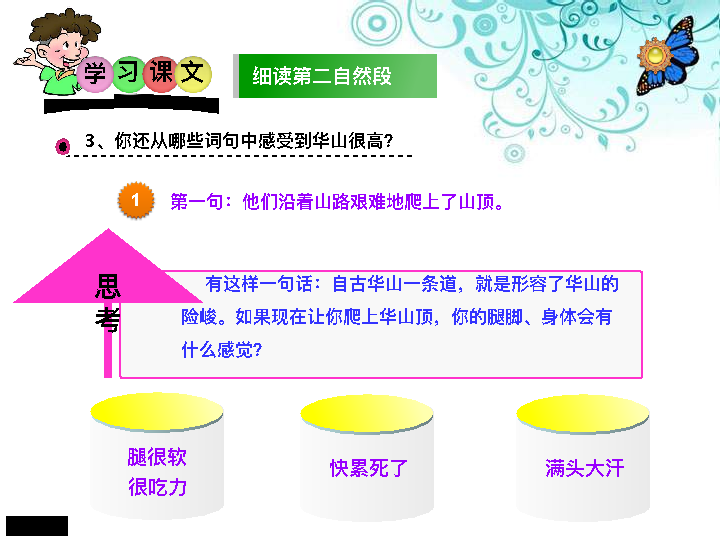 学习课文
细读第二自然段
3、你还从哪些词句中感受到华山很高?
1
第一句：他们沿着山路艰难地爬上了山顶。
思考
有这样一句话：自古华山一条道，就是形容了华山的
险峻。如果现在让你爬上华山顶，你的腿脚、身体会有
什么感觉?
腿很软
很吃力
快累死了
满头大汗